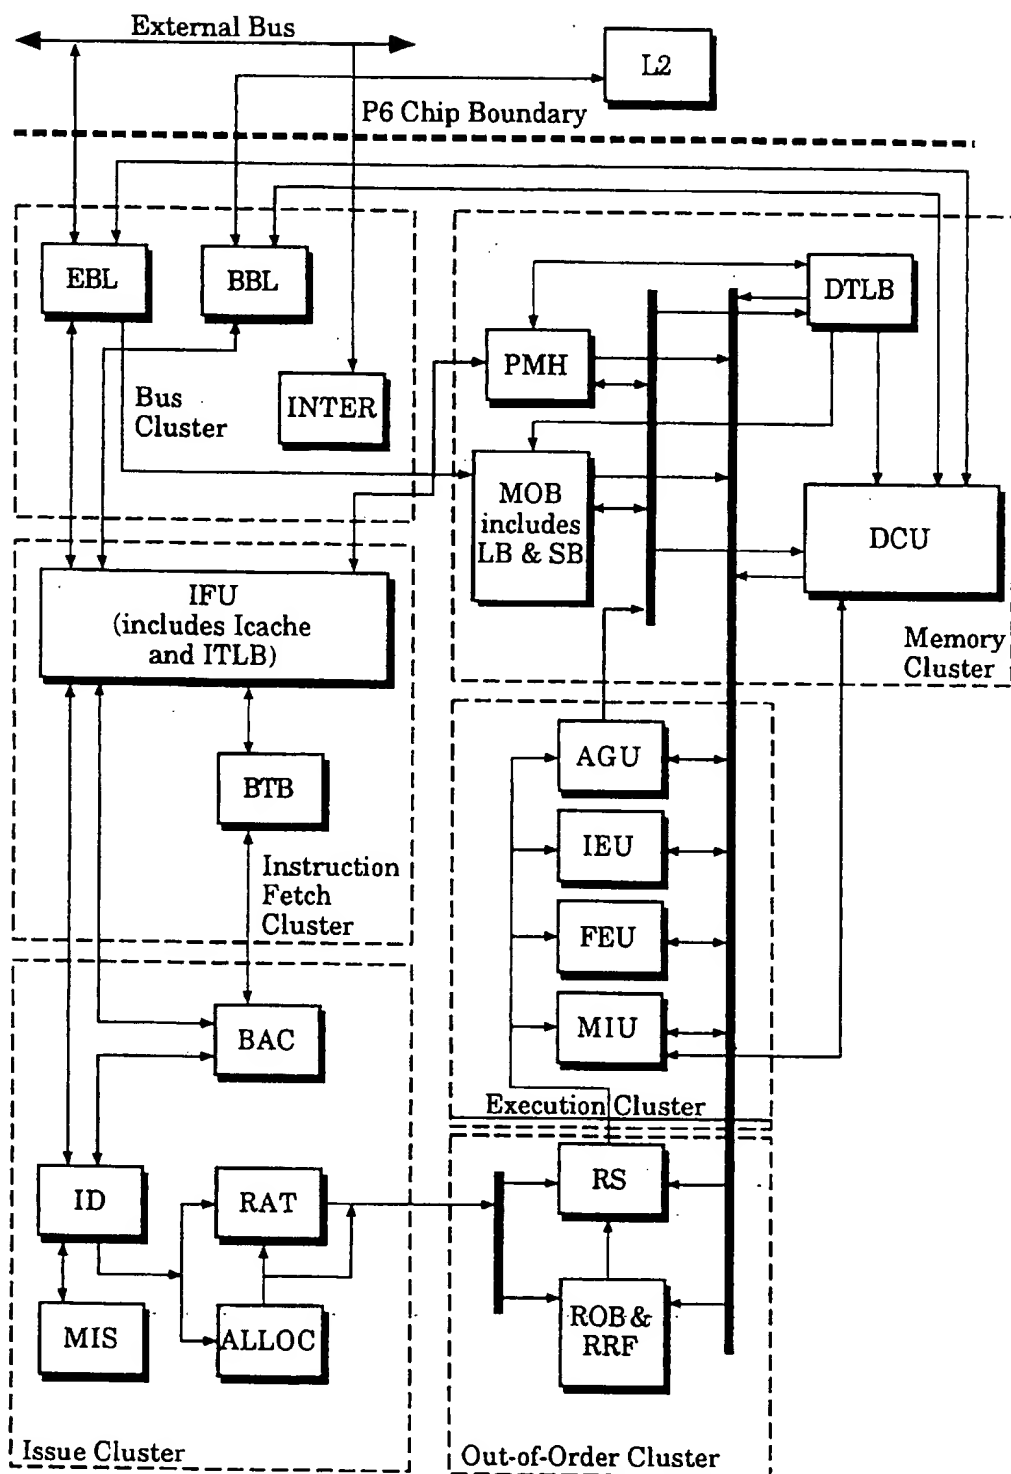 External Bus
L2
P6 Chip Boundary
EBL
BBL
DTLB
PMH
Bus
Cluster
INTER
MOB
includes
LB & SB
DCU
IFU
(includes Icache
and ITLB)
Memory
Cluster
AGU
BTB
IEU
Instruction
Fetch
Cluster
FEU
MIU
BAC
Execution Cluster
ID
RAT
RS
MIS
ALLOC
ROB &
RRF
Issue Cluster
Out-of-Order Cluster